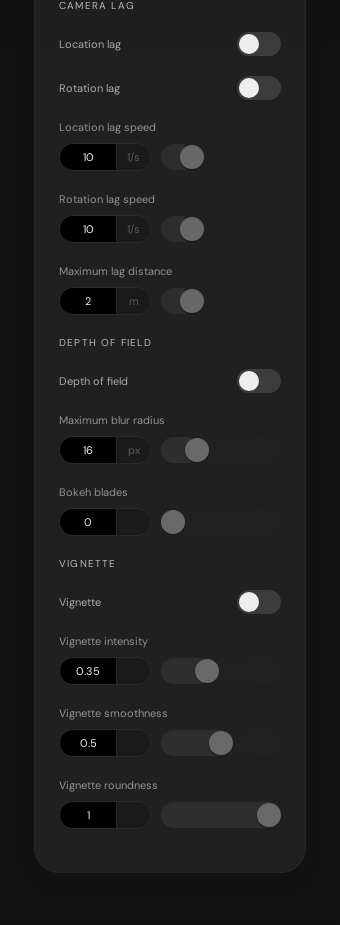 CAMERA LAG
Location lag
Rotation lag
Location lag speed
10 1/s
Rotation lag speed
10 1/s
Maximum lag distance
2 m
DEPTH OF FIELD
Depth of field
Maximum blur radius
16 px
Bokeh blades
0
VIGNETTE
Vignette
Vignette intensity
0.35
Vignette smoothness
0.5
Vignette roundness
1